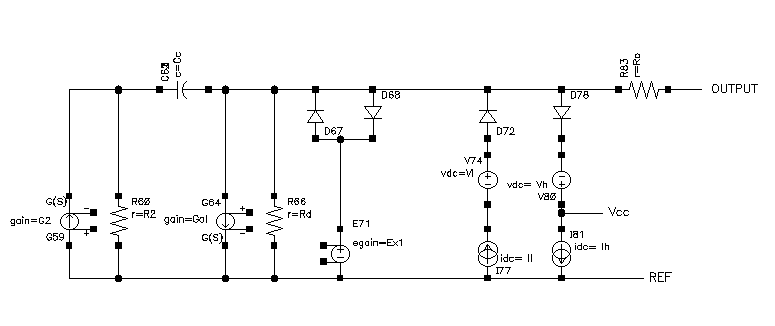 C62
c=Cc
R83
r=Ro
OUTPUT
D68
D78
D67
D72
V74
vdc=Vl
vdc= Vh
V80
G(S)
gain=G2
G59
R60
r=R2
G64
gain=Gol
G(S)
R66
r=Rd
E71
egain=Ex1
Vcc
I81
idc= Ih
idc= Il
I77
REF